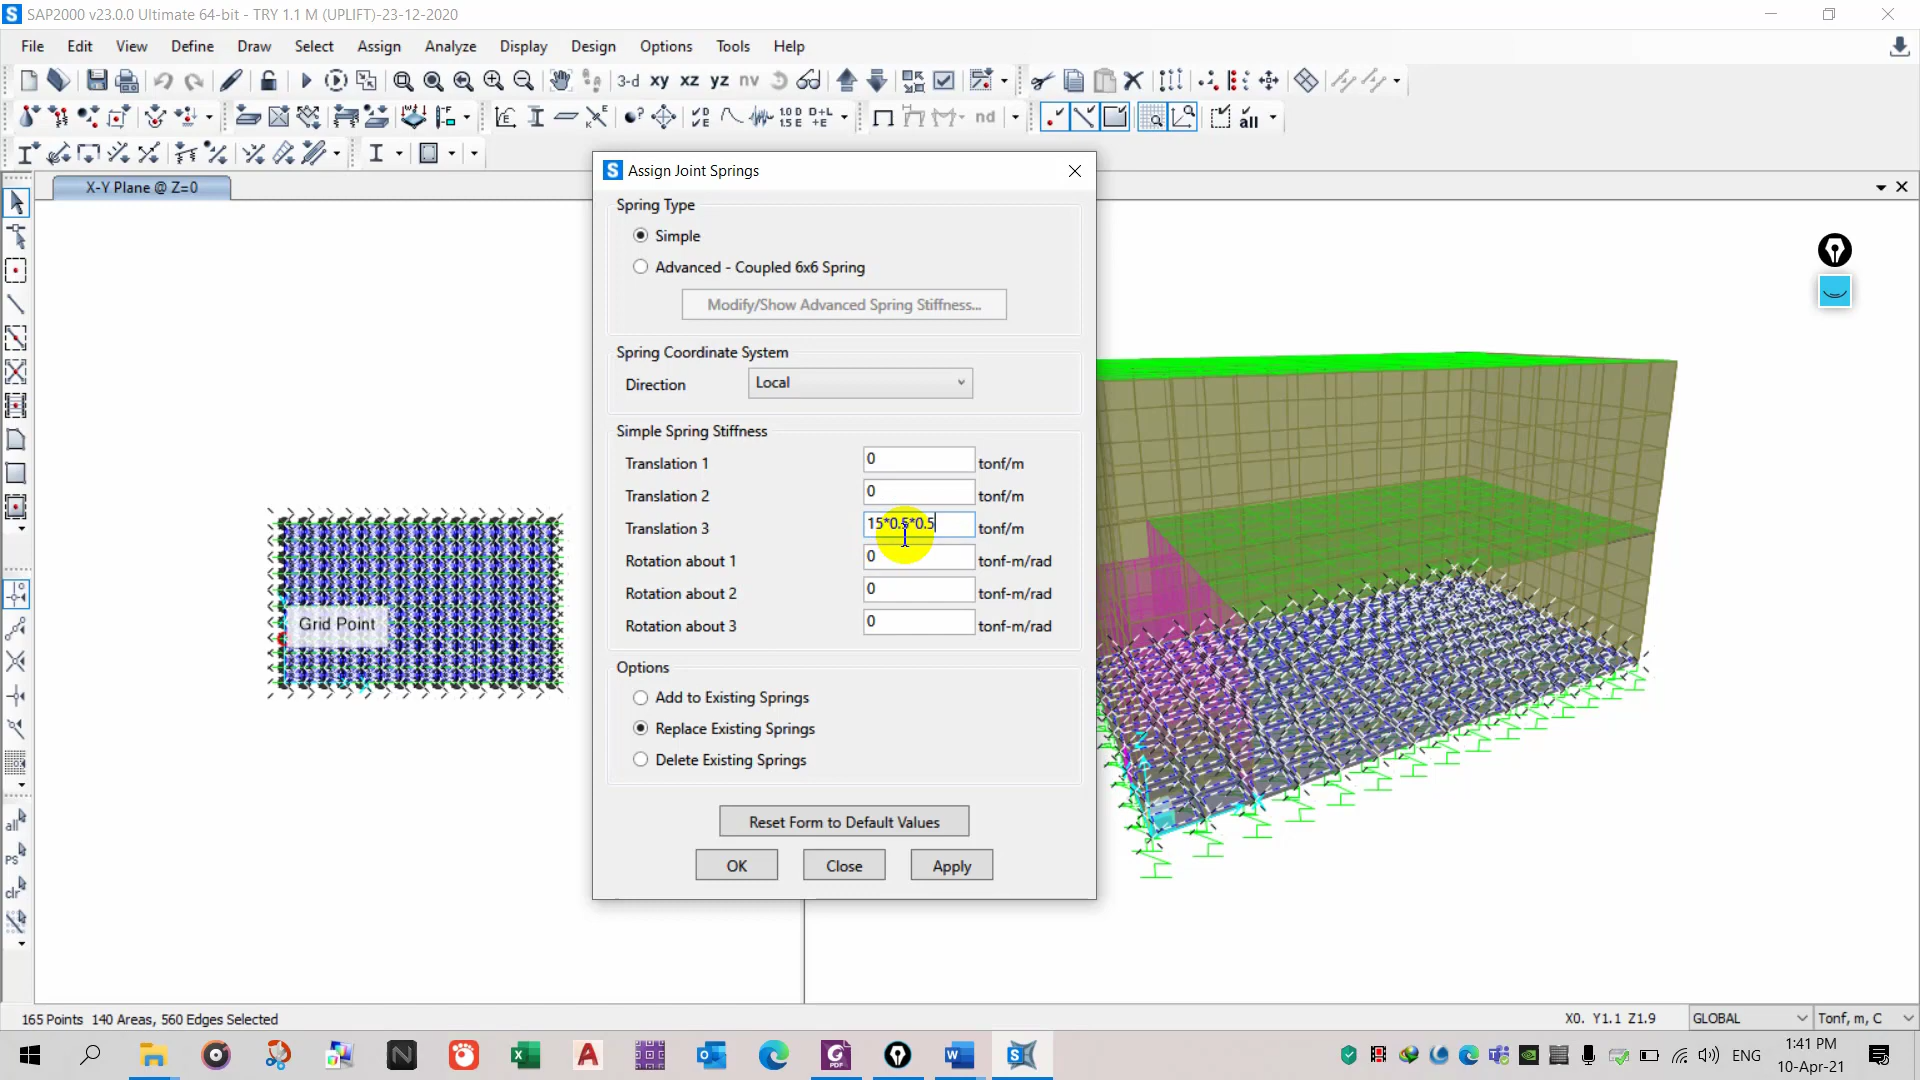 SAP2000 v23.0.0 Ultimate 64-bit - TRY 1.1 M (UPLIFT)-23-12-2020
File Edit View Define Draw Select Assign Analyze Display Design Options Tools Help
3-d xy xz yz nv
nd
all
X-Y Plane @ Z=0
Assign Joint Springs
Spring Type
Simple
Advanced - Coupled 6x6 Spring
Modify/Show Advanced Spring Stiffness...
Spring Coordinate System
Direction Local
Simple Spring Stiffness
Translation 1 0 tonf/m
Translation 2 0 tonf/m
Translation 3 15*0.5*0.5 tonf/m
Rotation about 1 0 tonf-m/rad
Rotation about 2 0 tonf-m/rad
Rotation about 3 0 tonf-m/rad
Options
Add to Existing Springs
Replace Existing Springs
Delete Existing Springs
Reset Form to Default Values
OK Close Apply
Grid Point
all
PS
clr
165 Points 140 Areas, 560 Edges Selected
X0. Y1.1 Z1.9
GLOBAL
Tonf, m, C
ENG
1:41 PM
10-Apr-21